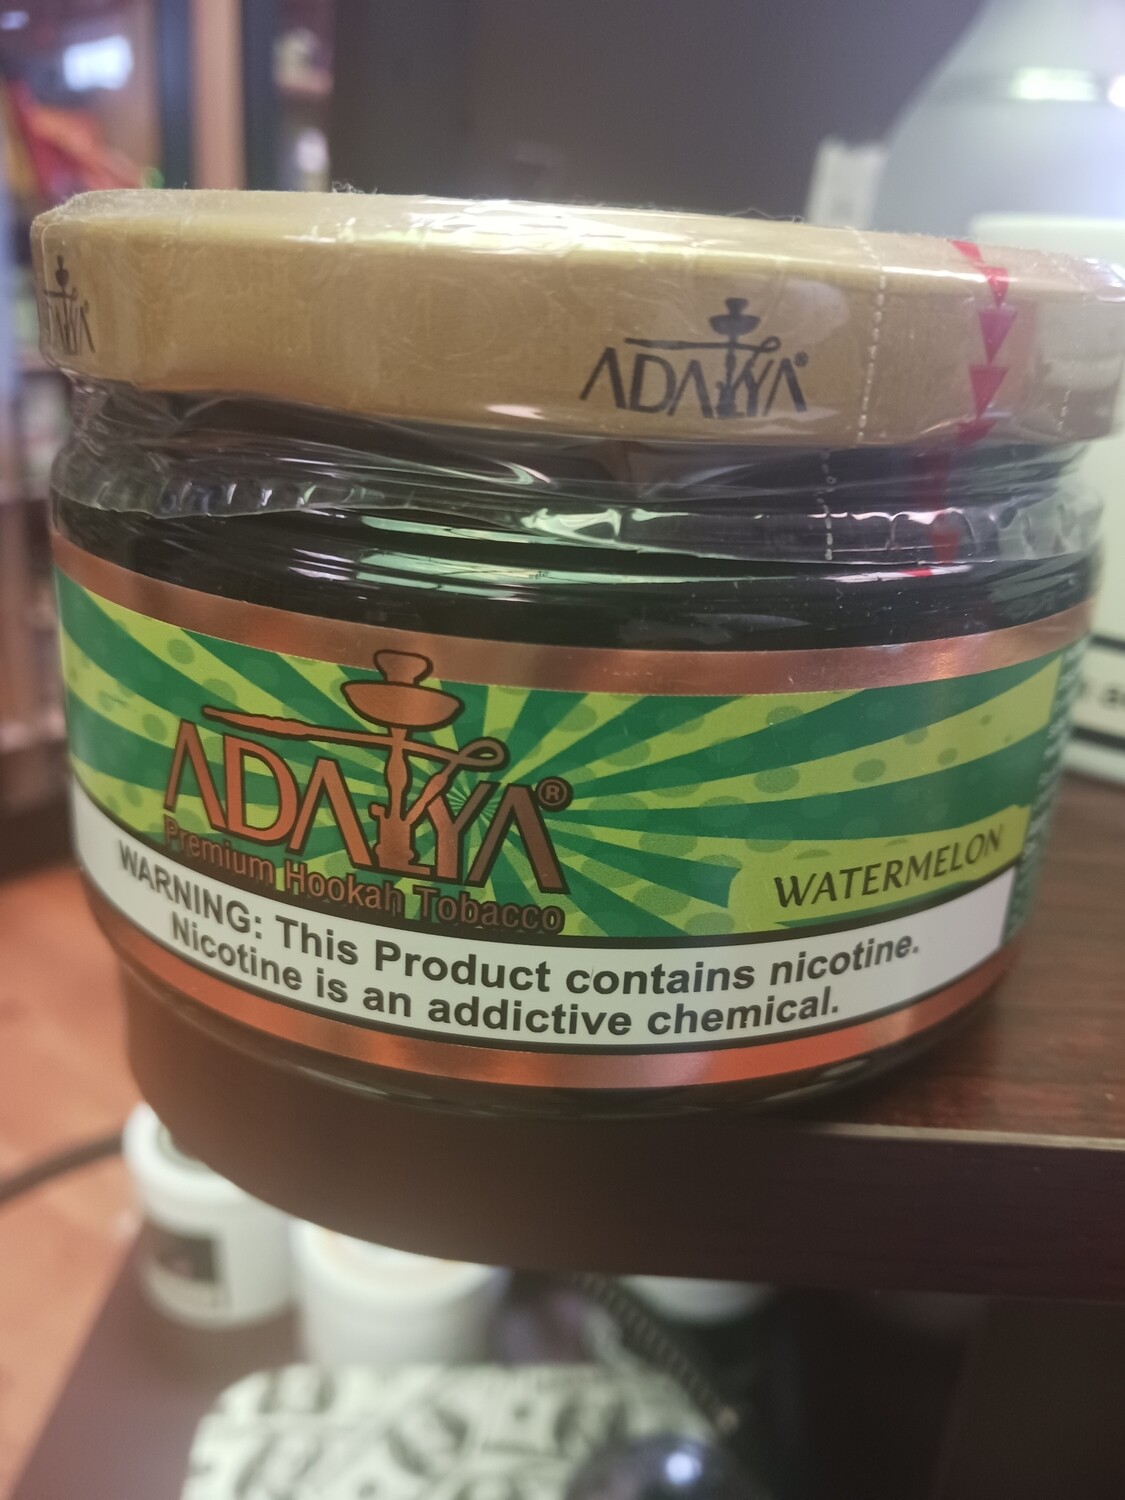 ADALYA®
ADALYA®
ADALYA®
Premium Hookah Tobacco
WATERMELON
WARNING: This Product contains nicotine.
Nicotine is an addictive chemical.